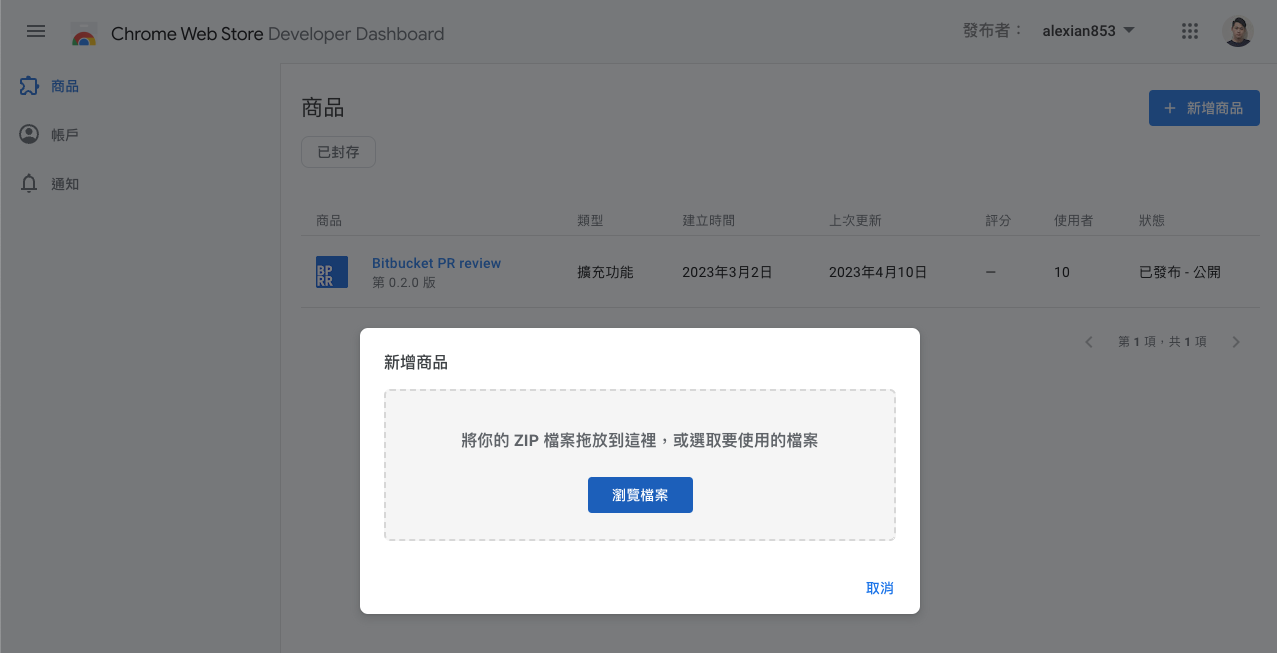 Chrome Web Store Developer Dashboard
發布者：
alexian853
商品
帳戶
通知
商品
+ 新增商品
已封存
商品 類型 建立時間 上次更新 評分 使用者 狀態
BP
RR
Bitbucket PR review
第 0.2.0 版
擴充功能 2023年3月2日 2023年4月10日 – 10 已發布 - 公開
第 1 項，共 1 項
新增商品
將你的 ZIP 檔案拖放到這裡，或選取要使用的檔案
瀏覽檔案
取消